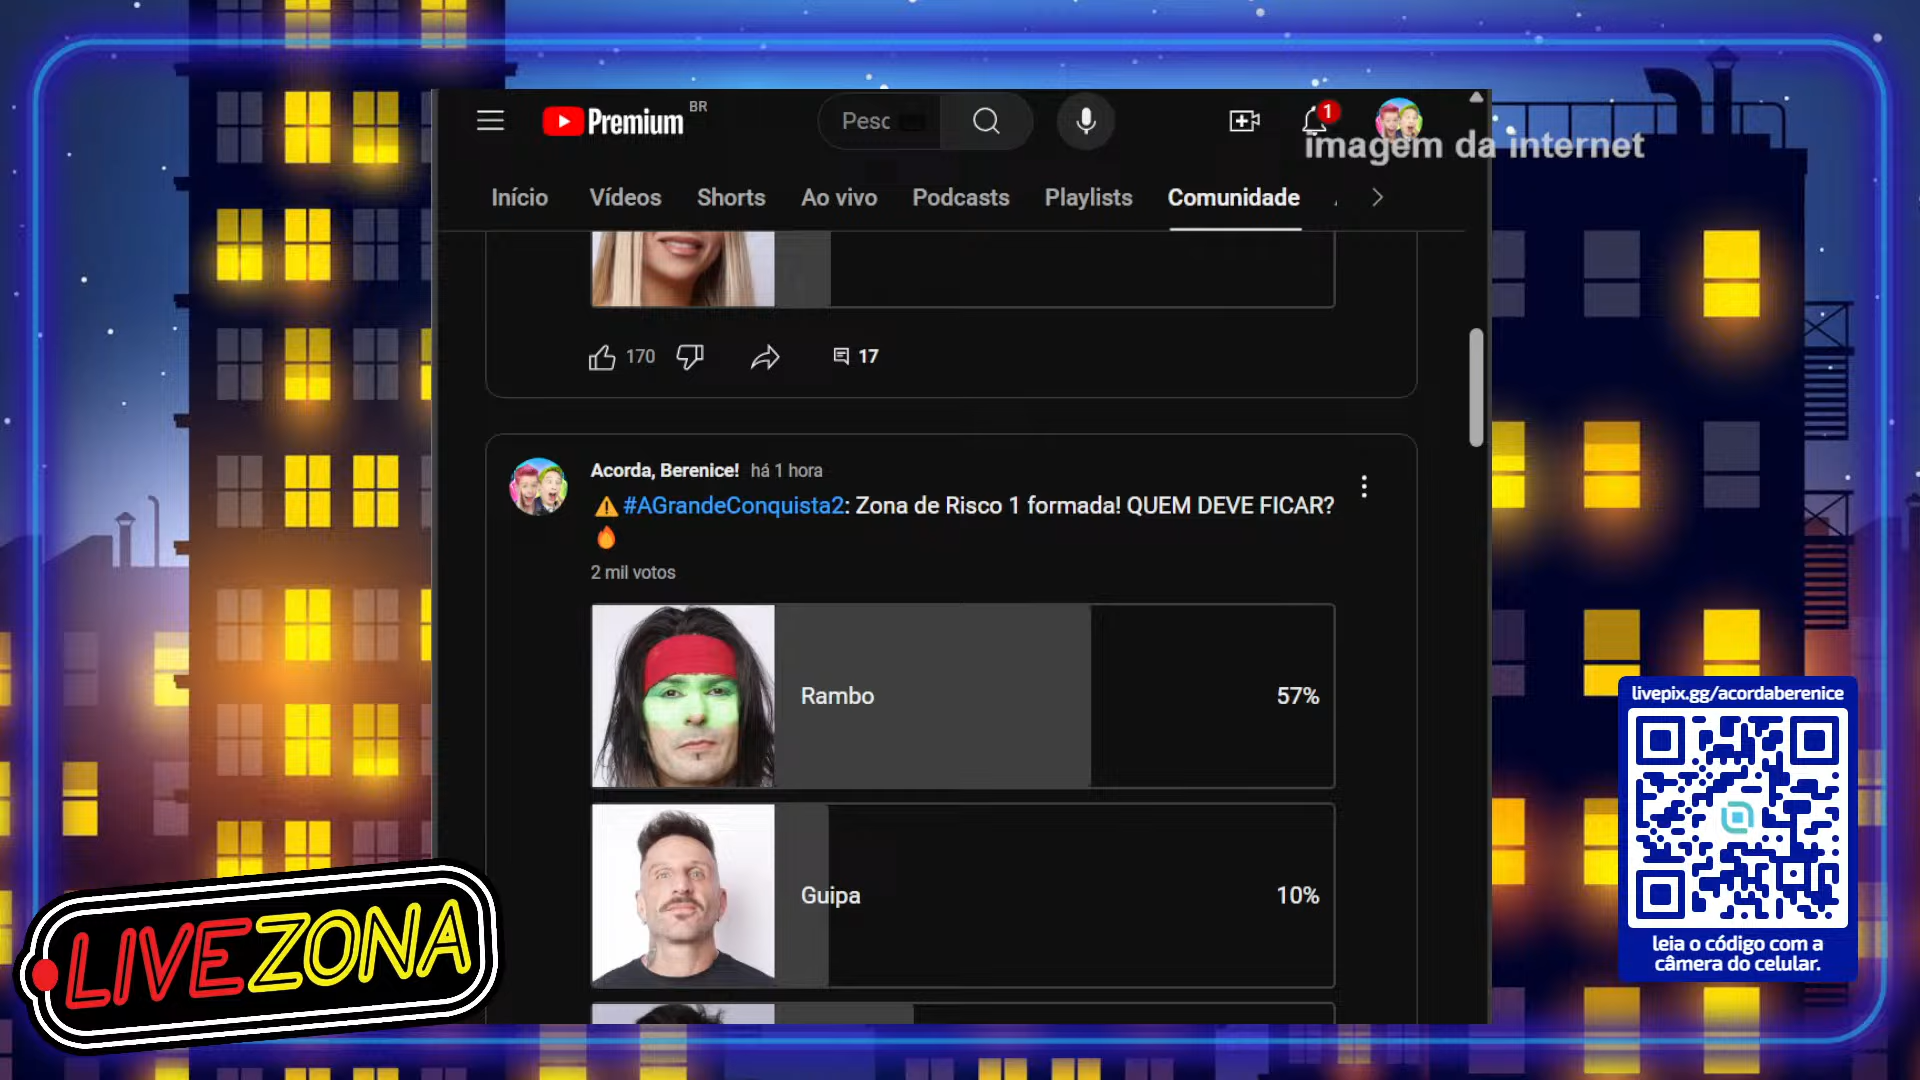 Premium BR
Pesc
1
imagem da internet
Início Vídeos Shorts Ao vivo Podcasts Playlists Comunidade
170
17
Acorda, Berenice! há 1 hora
#AGrandeConquista2: Zona de Risco 1 formada! QUEM DEVE FICAR?
2 mil votos
Rambo 57%
Guipa 10%
LIVEZONA
livepix.gg/acordaberenice
leia o código com a
câmera do celular.